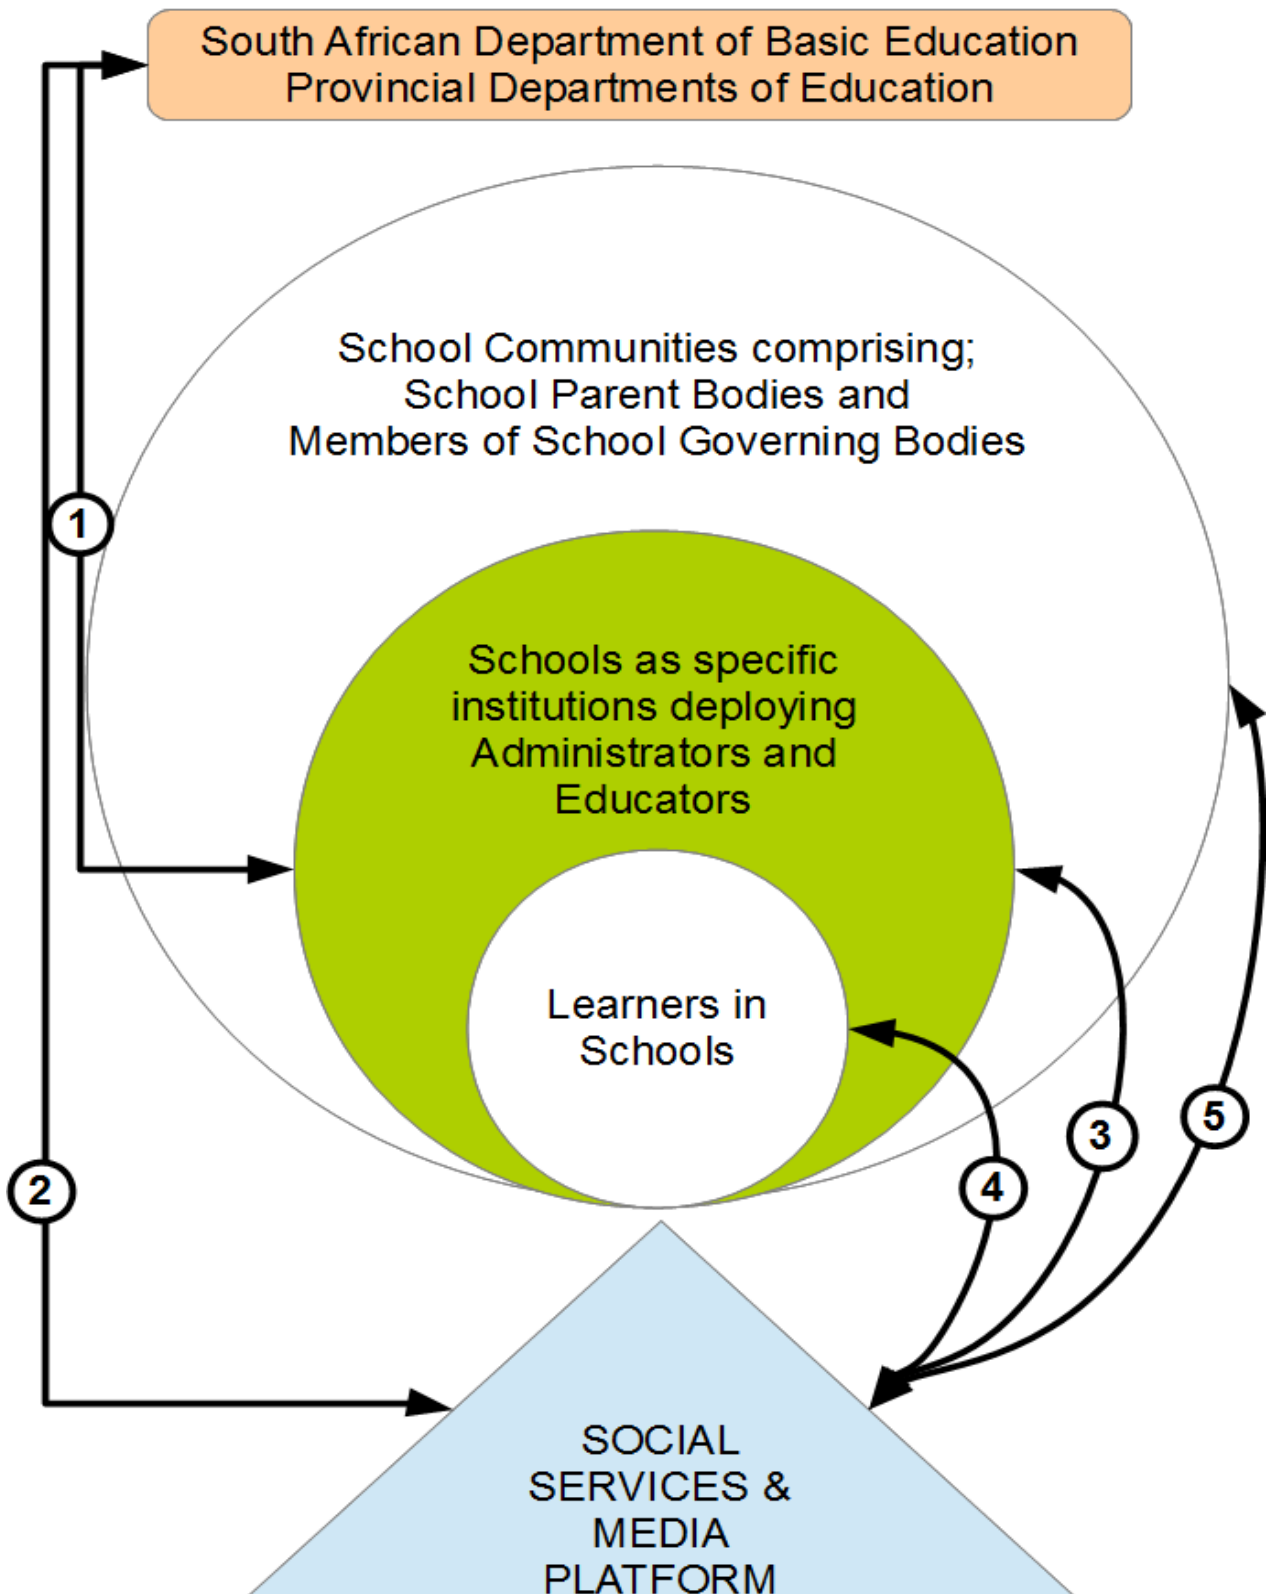 South African Department of Basic Education
Provincial Departments of Education
School Communities comprising;
School Parent Bodies and
Members of School Governing Bodies
1
Schools as specific
institutions deploying
Administrators and
Educators
Learners in
Schools
5
3
4
2
SOCIAL
SERVICES &
MEDIA
PLATFORM